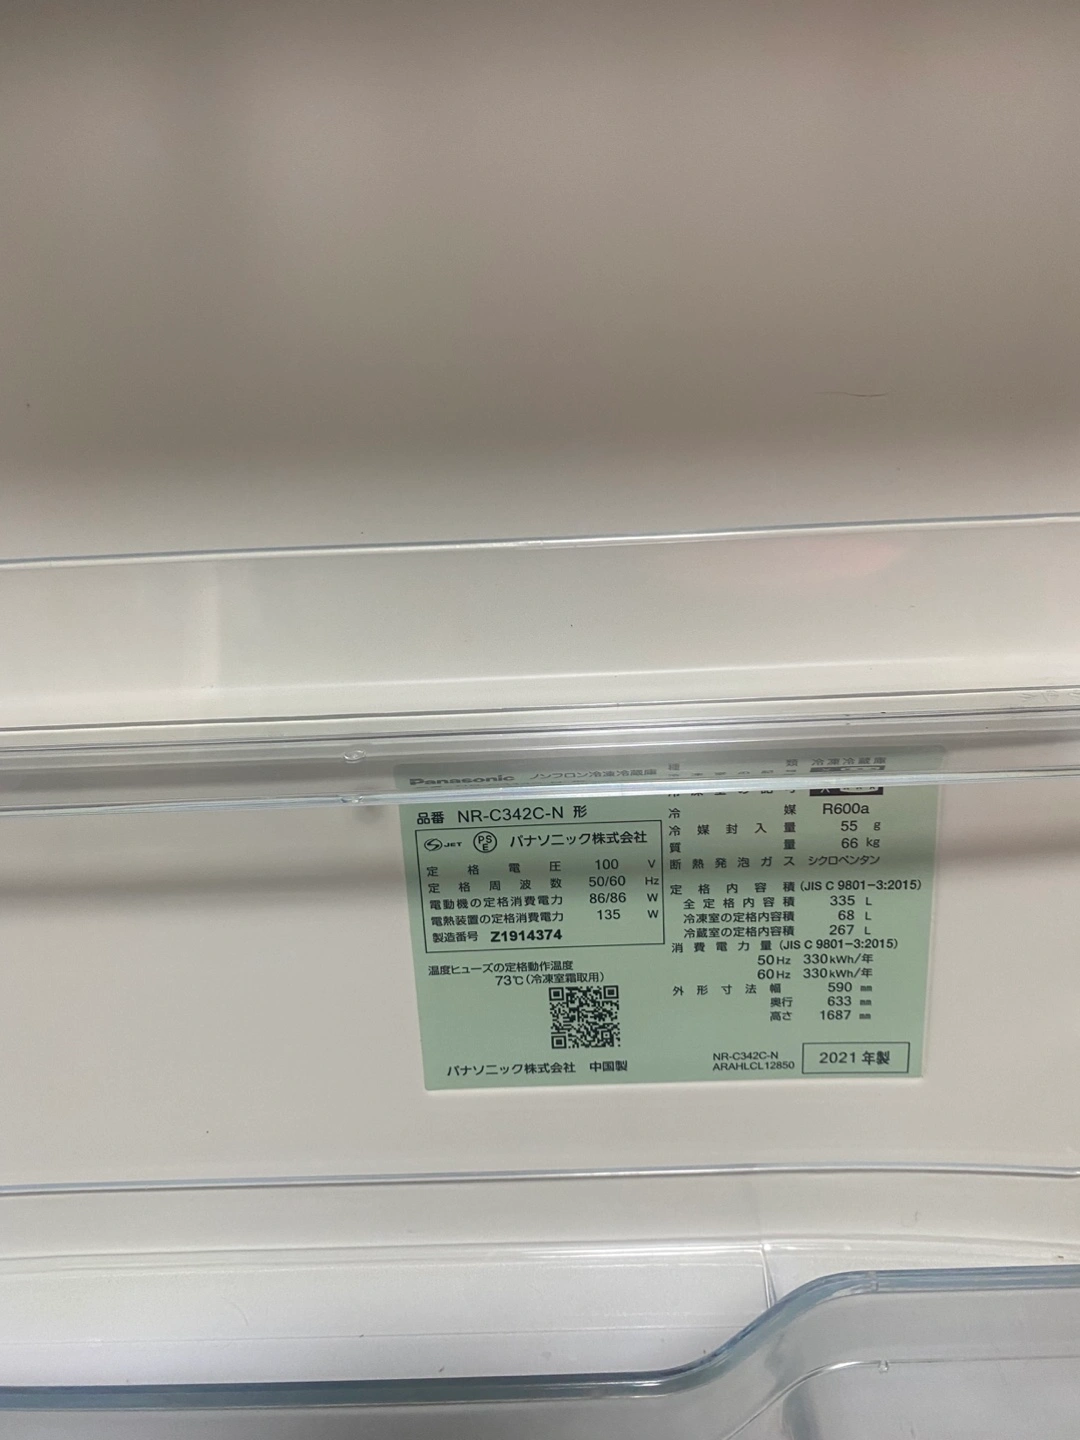 Panasonic ノンフロン冷凍冷蔵庫
品番 NR-C342C-N 形
JET PSE パナソニック株式会社
定格電圧 100 V
定格周波数 50/60 Hz
電動機の定格消費電力 86/86 W
電熱装置の定格消費電力 135 W
製造番号 Z1914374
温度ヒューズの定格動作温度
73℃(冷凍室霜取用)
パナソニック株式会社 中国製
冷媒 R600a
冷媒封入量 55 g
質量 66 kg
断熱発泡ガス シクロペンタン
定格内容積(JIS C 9801-3:2015)
全定格内容積 335 L
冷凍室の定格内容積 68 L
冷蔵室の定格内容積 267 L
消費電力量(JIS C 9801-3:2015)
50Hz 330kWh/年
60Hz 330kWh/年
外形寸法 幅 590 mm
奥行 633 mm
高さ 1687 mm
NR-C342C-N
ARAHLCL12850
2021年製